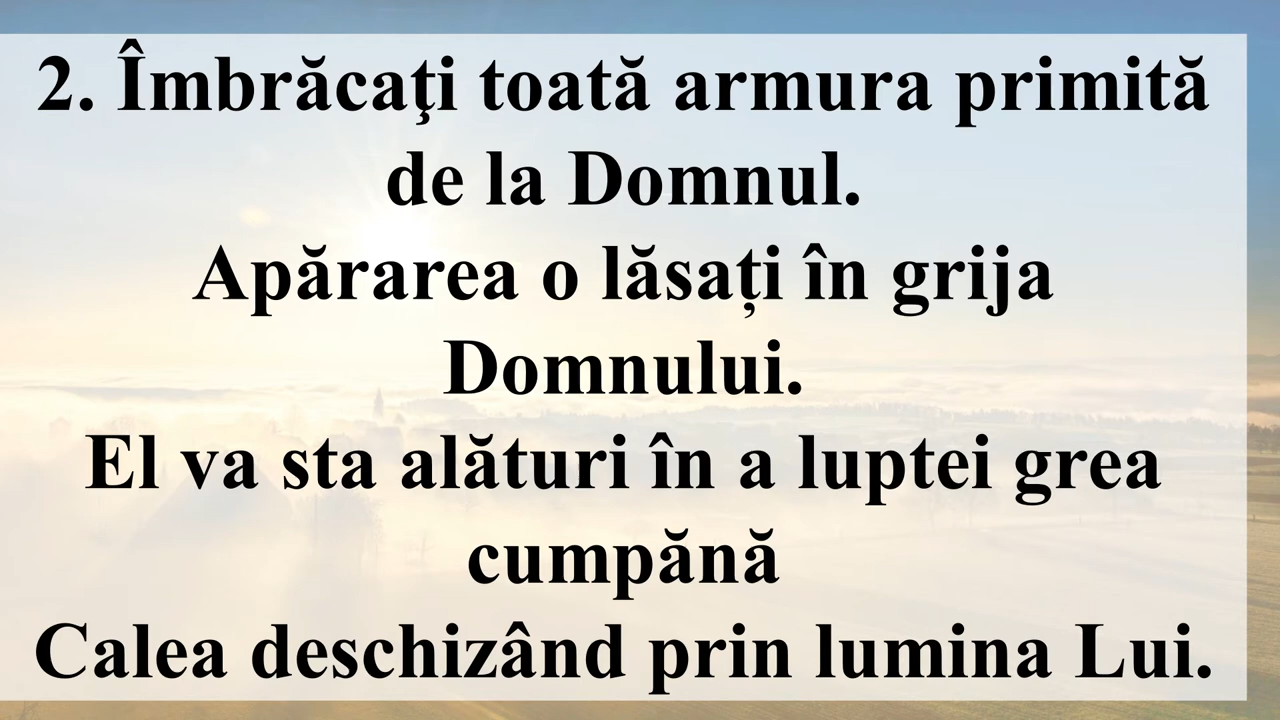 2. Îmbrăcaţi toată armura primită
de la Domnul.
Apărarea o lăsați în grija
Domnului.
El va sta alături în a luptei grea
cumpănă
Calea deschizând prin lumina Lui.